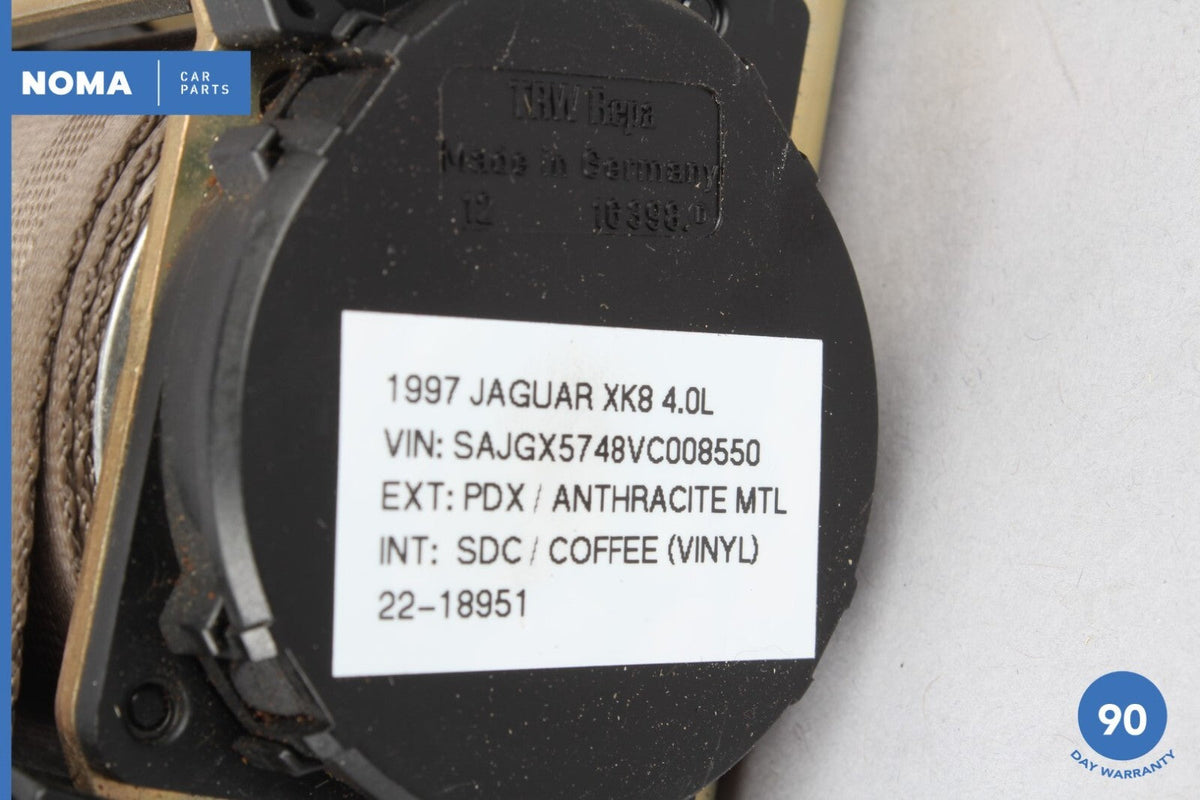 NOMA
CAR
PARTS
TRW Repa
Made in Germany
12 16398.D
1997 JAGUAR XK8 4.0L
VIN: SAJGX5748VC008550
EXT: PDX / ANTHRACITE MTL
INT: SDC / COFFEE (VINYL)
22-18951
90
DAY WARRANTY